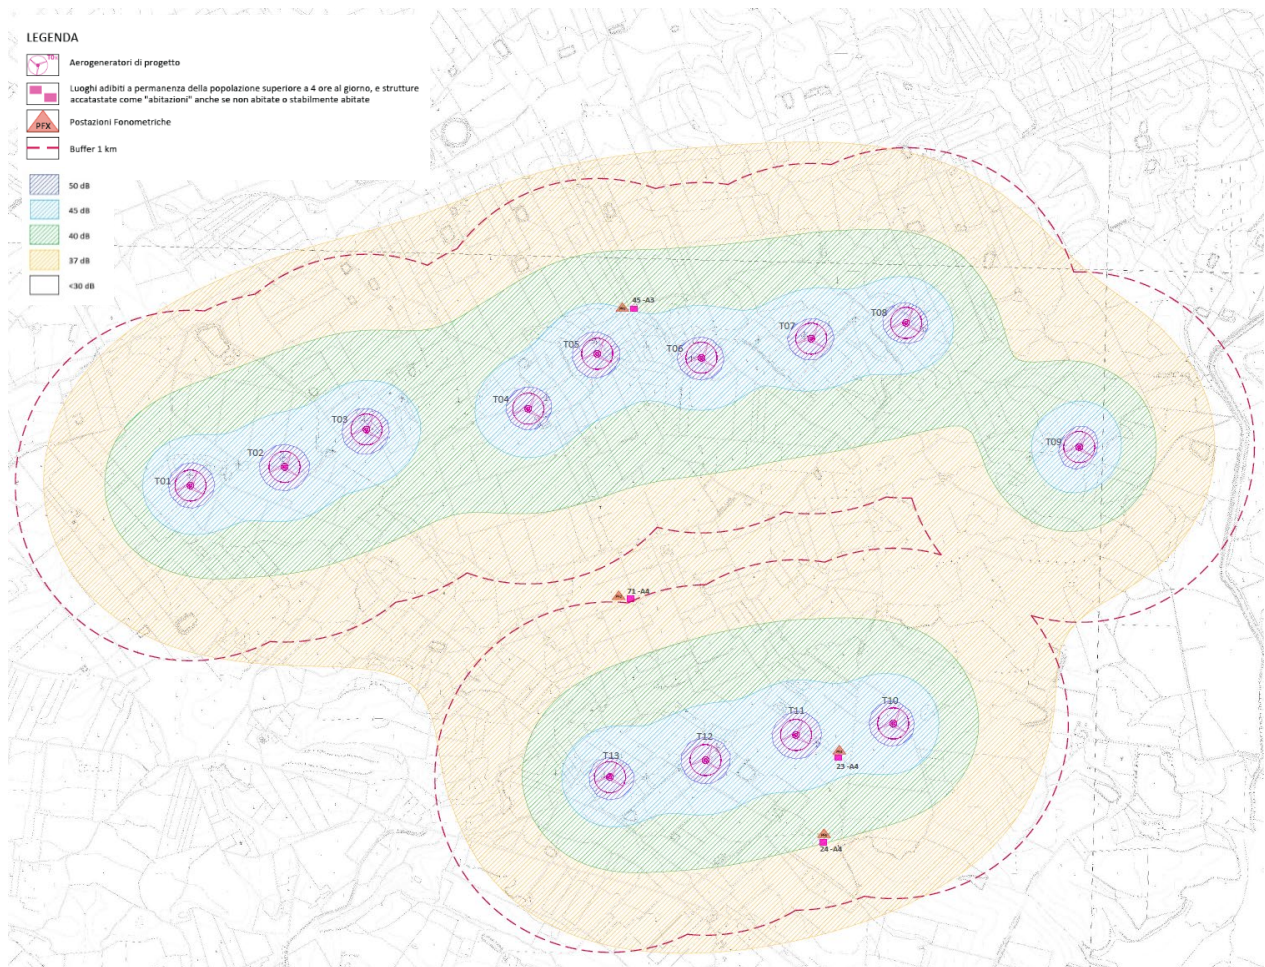 LEGENDA
T01
Aerogeneratori di progetto
Luoghi adibiti a permanenza della popolazione superiore a 4 ore al giorno, e strutture
accatastate come "abitazioni" anche se non abitate o stabilmente abitate
PFX
Postazioni Fonometriche
Buffer 1 km
50 dB
45 dB
40 dB
37 dB
<30 dB
45 -A3
T08
T07
T05
T06
T04
T03
T09
T02
T01
71 -A4
T10
T11
T12
T13
23 -A4
24 -A4